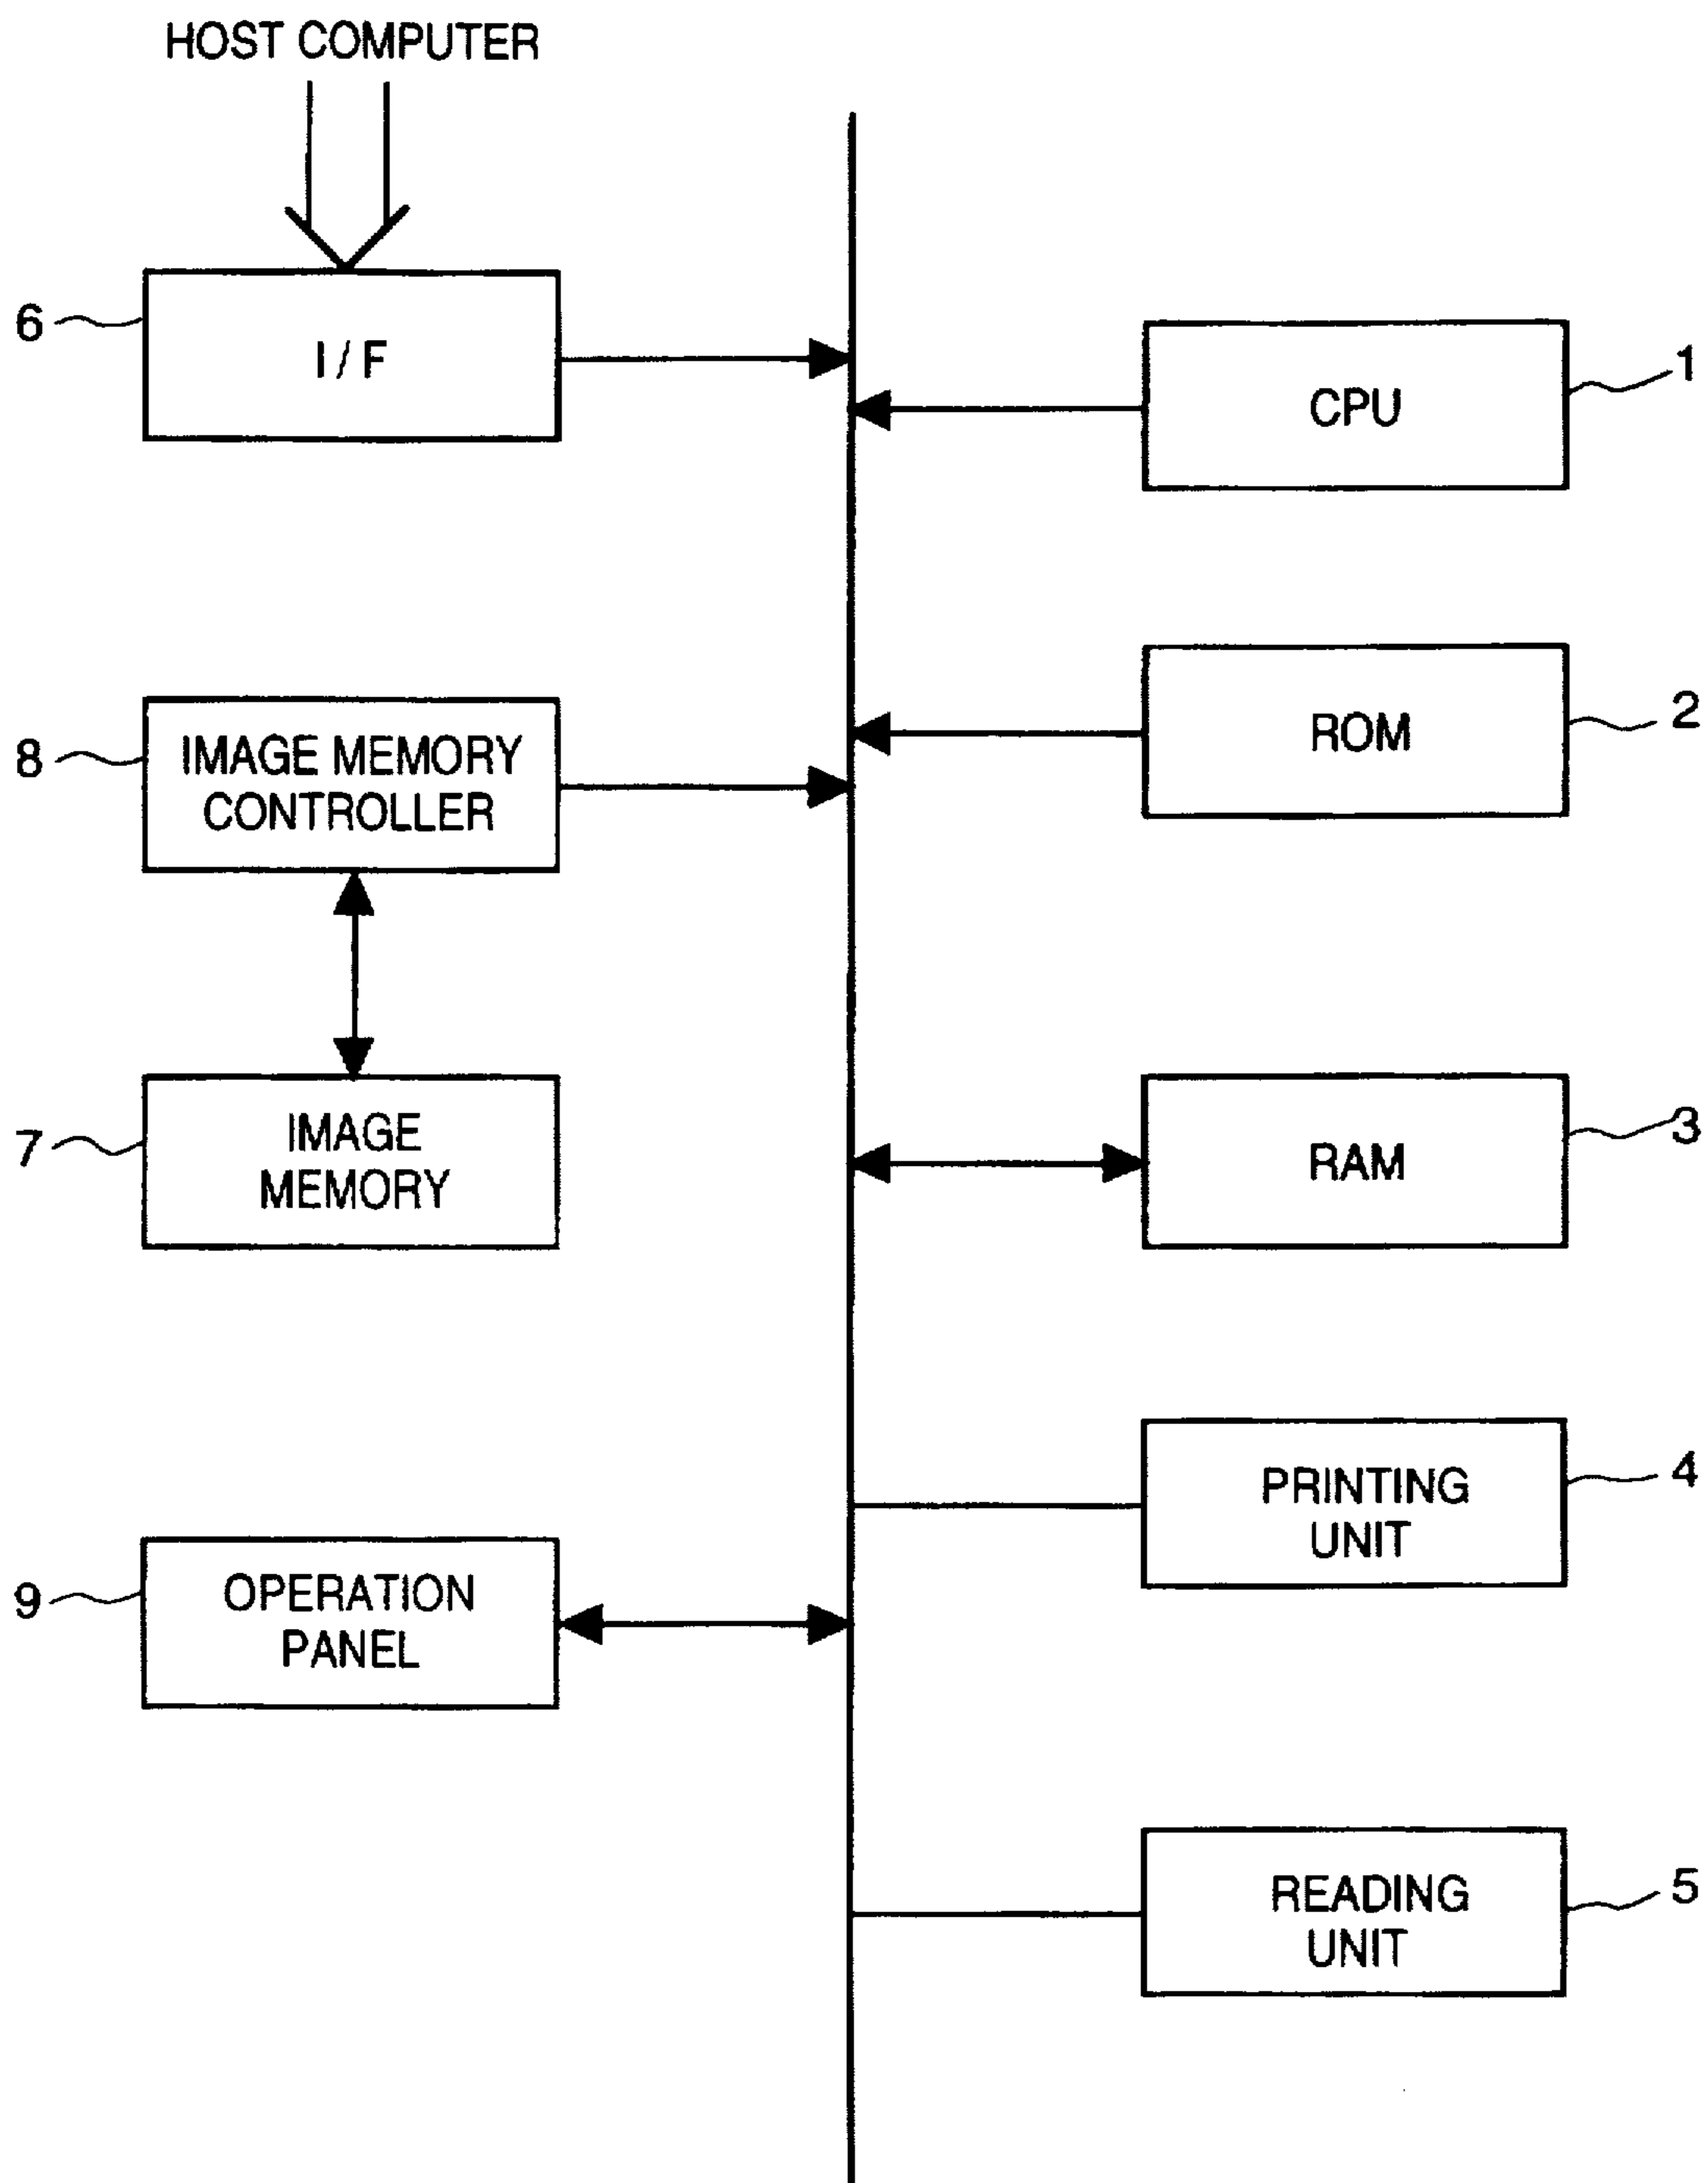 HOST COMPUTER
6
I / F
1
CPU
2
ROM
8
IMAGE MEMORY
CONTROLLER
7
IMAGE
MEMORY
3
RAM
4
PRINTING
UNIT
9
OPERATION
PANEL
5
READING
UNIT